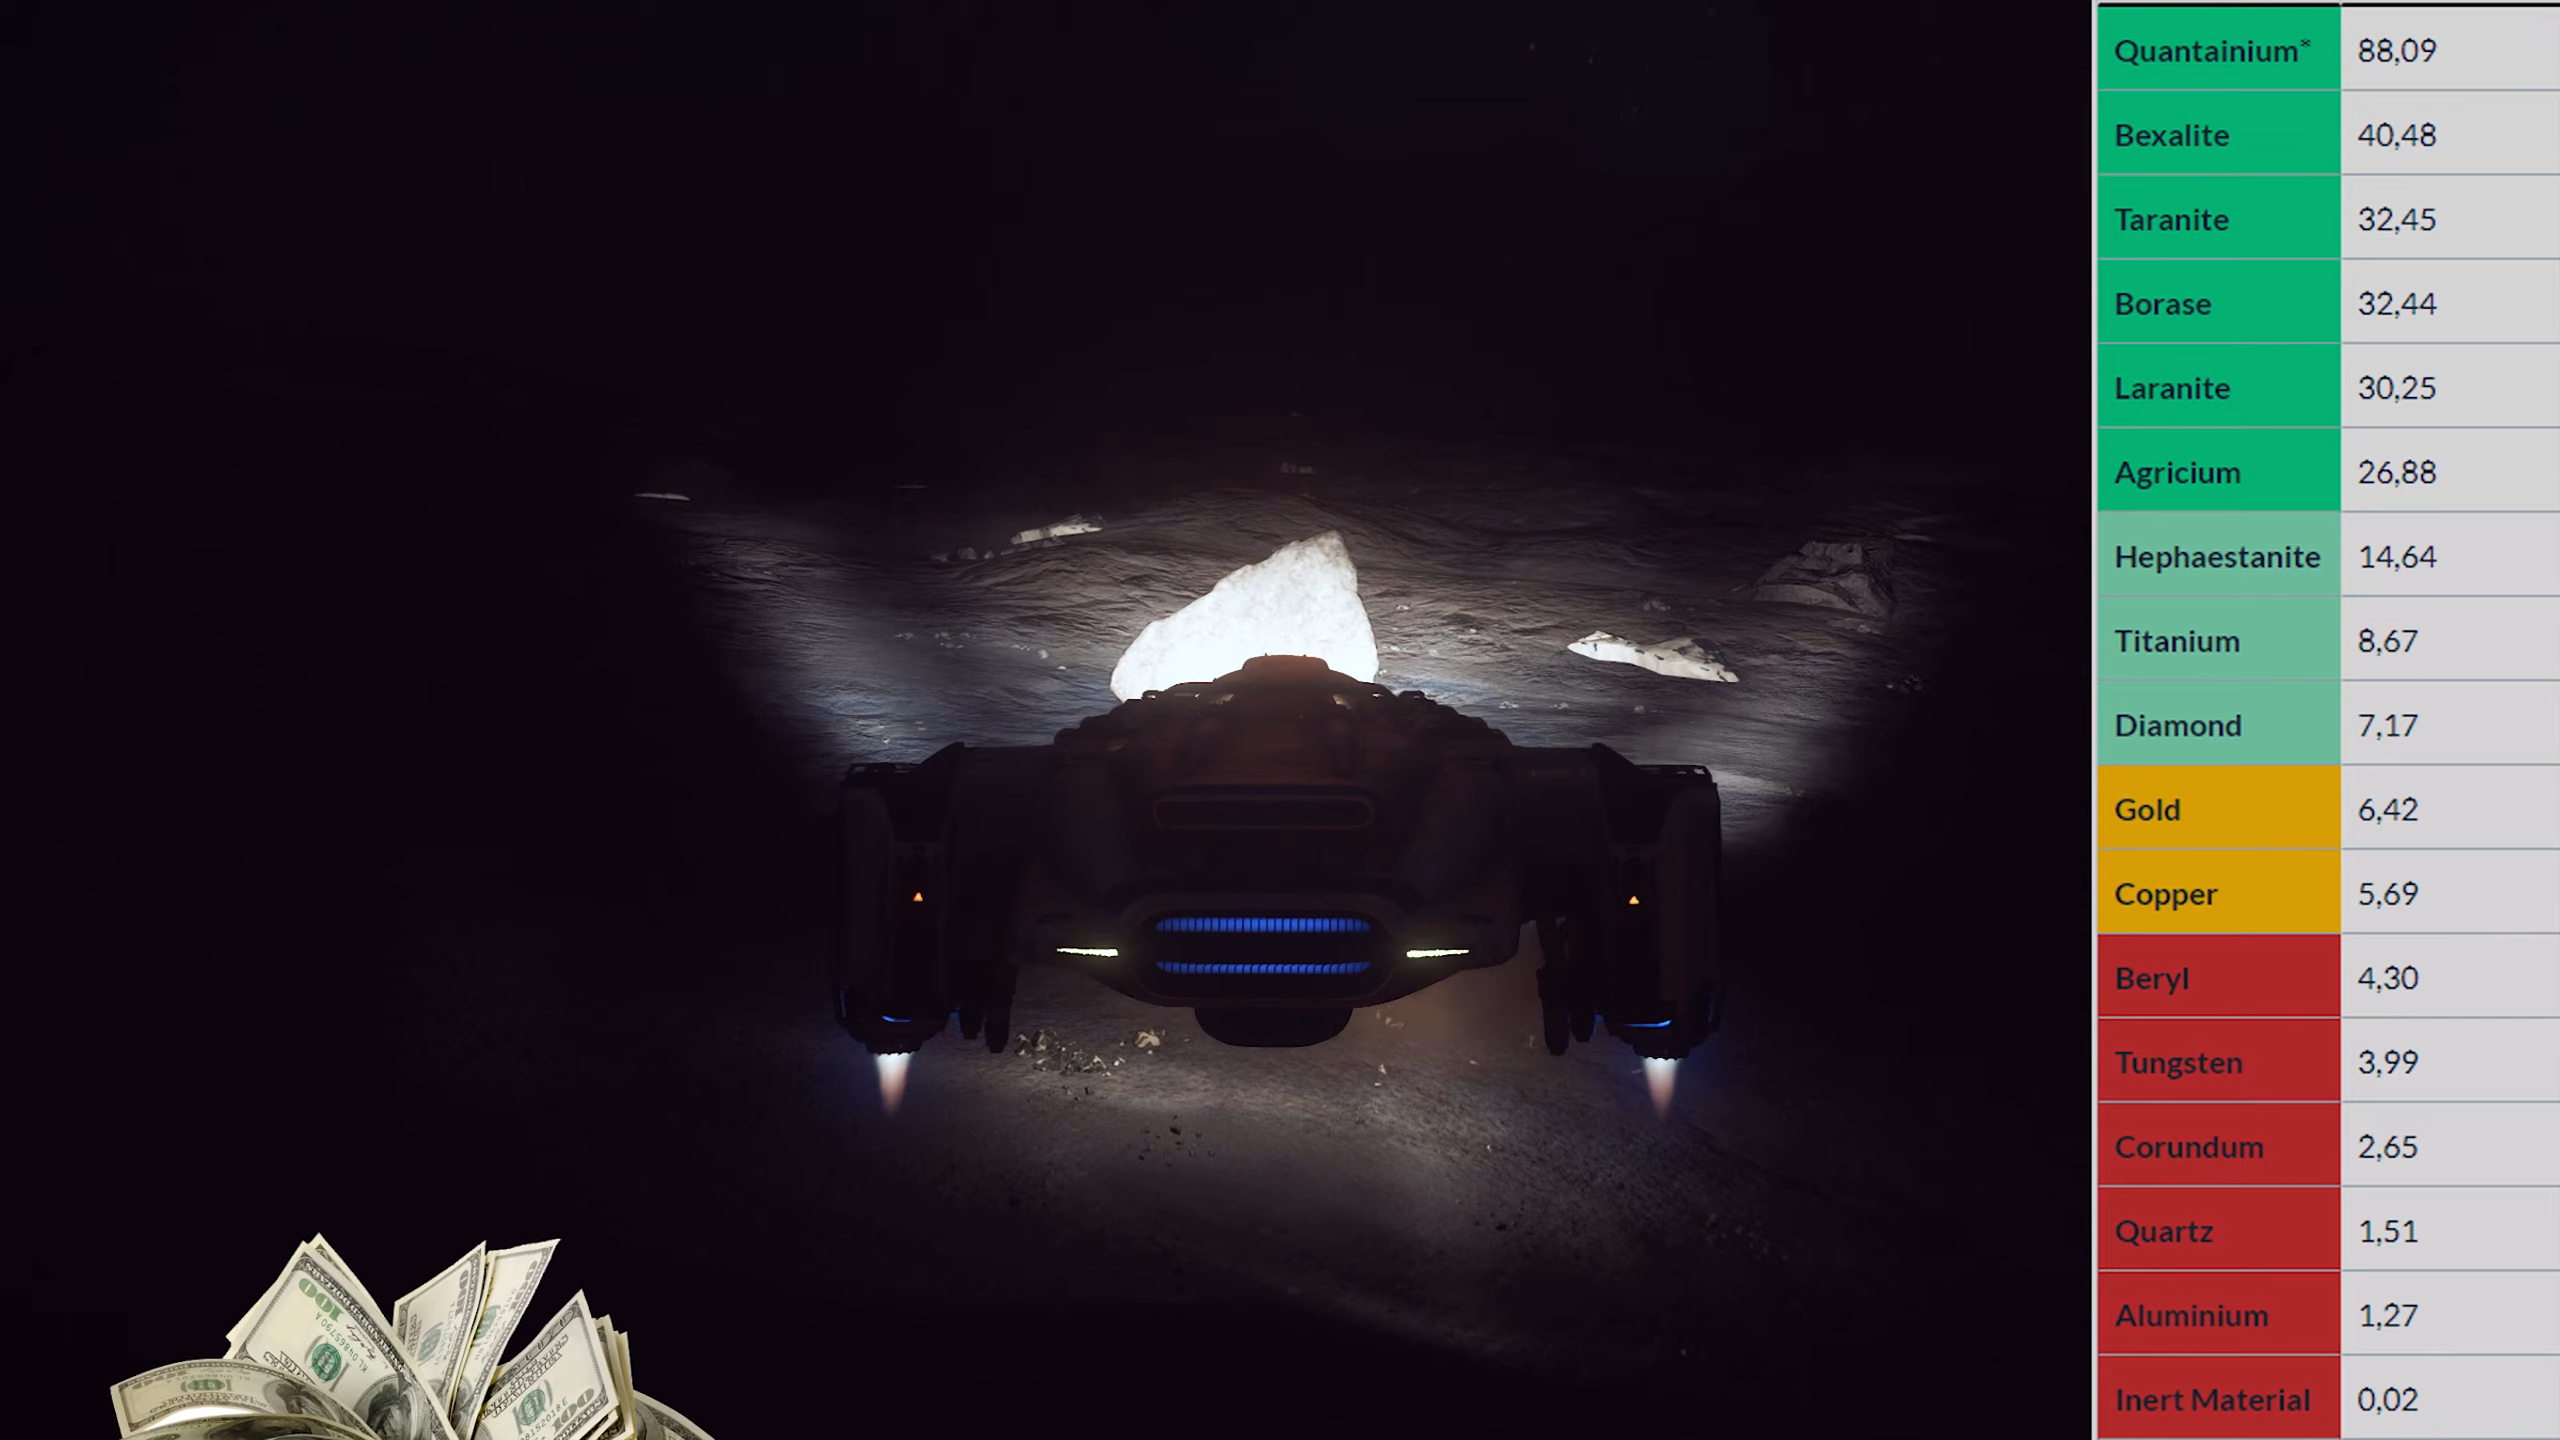 Quantainium* 88,09
Bexalite 40,48
Taranite 32,45
Borase 32,44
Laranite 30,25
Agricium 26,88
Hephaestanite 14,64
Titanium 8,67
Diamond 7,17
Gold 6,42
Copper 5,69
Beryl 4,30
Tungsten 3,99
Corundum 2,65
Quartz 1,51
Aluminium 1,27
Inert Material 0,02
100